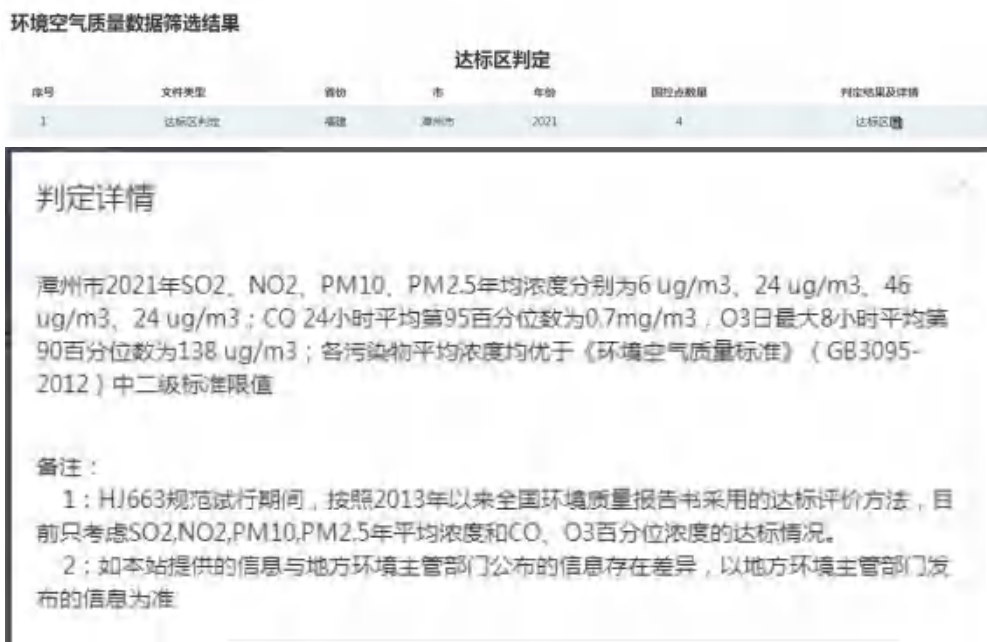 环境空气质量数据筛选结果
达标区判定
序号 文件类型 省份 市 年份 国控点数量 判定结果及详情
1 达标区判定 福建 漳州市 2021 4 达标区
判定详情
漳州市2021年SO2、NO2、PM10、PM2.5年均浓度分别为6 ug/m3、24 ug/m3、46
ug/m3、24 ug/m3；CO 24小时平均第95百分位数为0.7mg/m3，O3日最大8小时平均第
90百分位数为138 ug/m3；各污染物平均浓度均优于《环境空气质量标准》（GB3095-
2012）中二级标准限值
备注：
1：HJ663规范试行期间，按照2013年以来全国环境质量报告书采用的达标评价方法，目
前只考虑SO2,NO2,PM10,PM2.5年平均浓度和CO、O3百分位浓度的达标情况。
2：如本站提供的信息与地方环境主管部门公布的信息存在差异，以地方环境主管部门发
布的信息为准